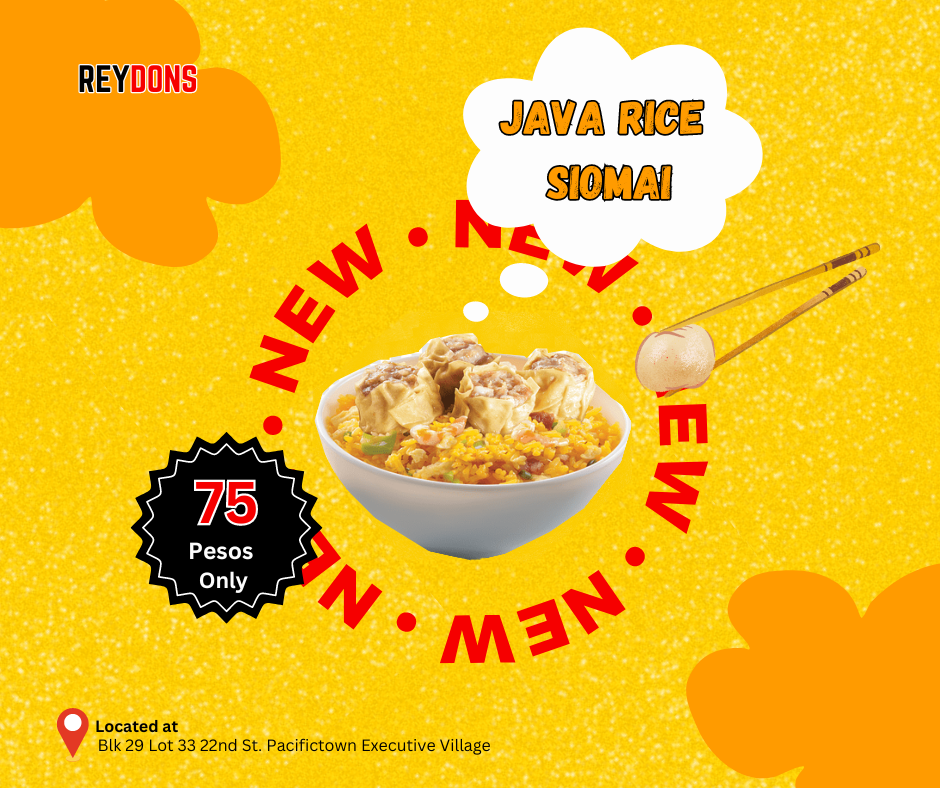 REYDONS
JAVA RICE
SIOMAI
NEW • NEW • NEW • NEW • NEW •
75
Pesos
Only
Located at
Blk 29 Lot 33 22nd St. Pacifictown Executive Village